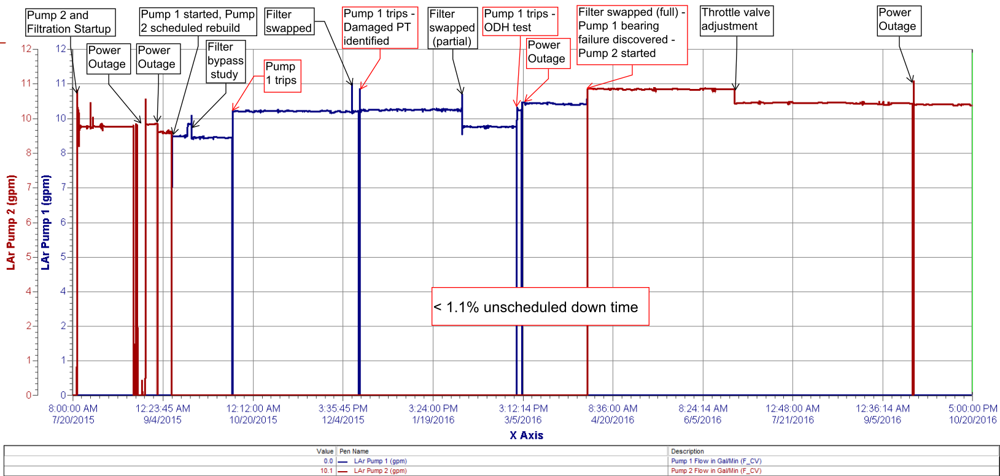 Pump 2 and
Filtration Startup
Power
Outage
Power
Outage
Pump 1 started, Pump
2 scheduled rebuild
Filter
bypass
study
Pump
1 trips
Filter
swapped
Pump 1 trips -
Damaged PT
identified
Filter
swapped
(partial)
Pump 1 trips -
ODH test
Power
Outage
Filter swapped (full) -
Pump 1 bearing
failure discovered -
Pump 2 started
Throttle valve
adjustment
Power
Outage
LAr Pump 2 (gpm)
12
11
10
8
7
6
5
4
2
1
0
LAr Pump 1 (gpm)
12
11
10
8
7
6
5
4
2
1
0
< 1.1% unscheduled down time
8:00:00 AM
7/20/2015
12:23:45 AM
9/4/2015
12:12:00 AM
10/20/2015
3:35:45 PM
12/4/2015
3:24:00 PM
1/19/2016
3:12:14 PM
3/5/2016
8:36:00 AM
4/20/2016
8:24:14 AM
6/5/2016
12:48:00 AM
7/21/2016
12:36:14 AM
9/5/2016
5:00:00 PM
10/20/2016
X Axis
Value Pen Name Description
0.0 LAr Pump 1 (gpm) Pump 1 Flow in Gal/Min (F_CV)
10.1 LAr Pump 2 (gpm) Pump 2 Flow in Gal/Min (F_CV)